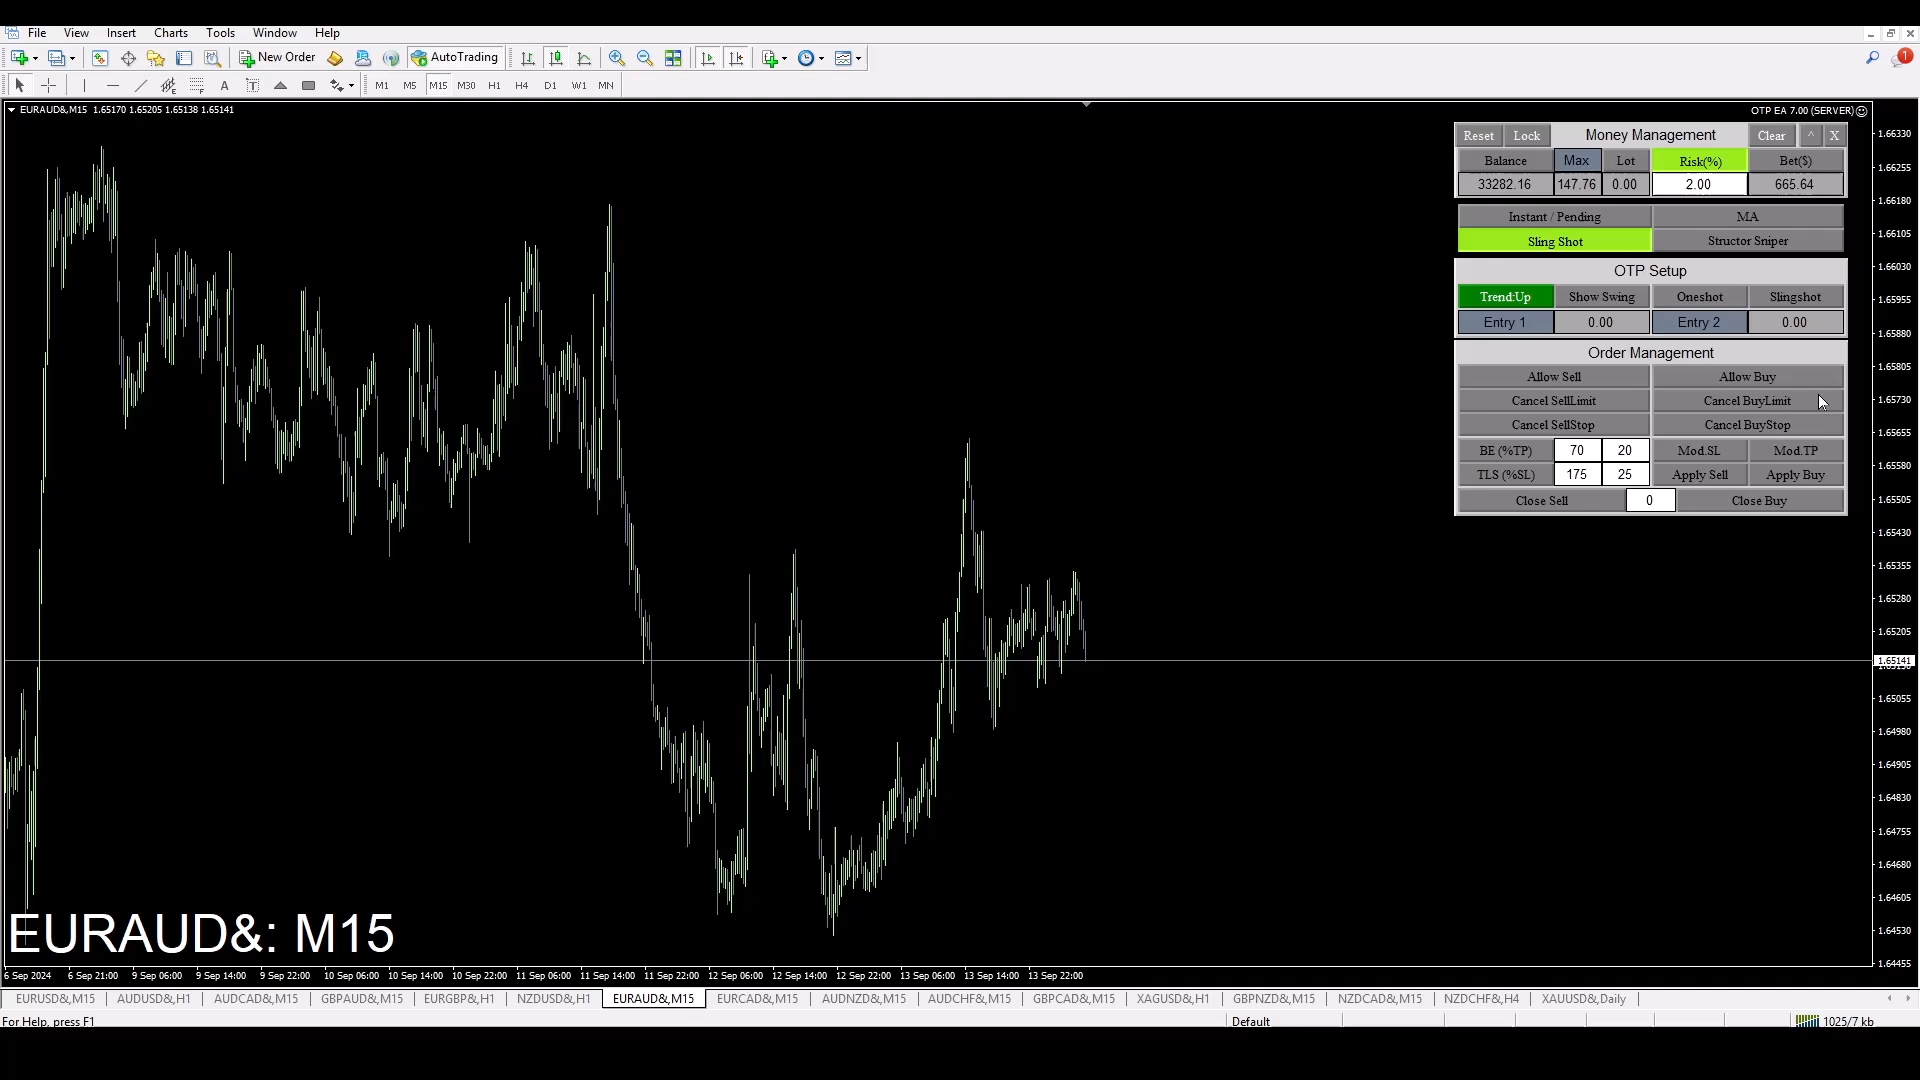 File View Insert Charts Tools Window Help
New Order AutoTrading 1
A T M1 M5 M15 M30 H1 H4 D1 W1 MN
EURAUD&,M15 1.65170 1.65205 1.65138 1.65141
OTP EA 7.00 (SERVER)
Reset Lock Money Management Clear ^ X
Balance Max Lot Risk(%) Bet($)
33282.16 147.76 0.00 2.00 665.64
Instant / Pending MA
Sling Shot Structor Sniper
OTP Setup
Trend:Up Show Swing Oneshot Slingshot
Entry 1 0.00 Entry 2 0.00
Order Management
Allow Sell Allow Buy
Cancel SellLimit Cancel BuyLimit
Cancel SellStop Cancel BuyStop
BE (%TP) 70 20 Mod.SL Mod.TP
TLS (%SL) 175 25 Apply Sell Apply Buy
Close Sell 0 Close Buy
1.66330
1.66255
1.66180
1.66105
1.66030
1.65955
1.65880
1.65805
1.65730
1.65655
1.65580
1.65505
1.65430
1.65355
1.65280
1.65205
1.65141
1.65055
1.64980
1.64905
1.64830
1.64755
1.64680
1.64605
1.64530
1.64455
EURAUD&: M15
6 Sep 2024 6 Sep 21:00 9 Sep 06:00 9 Sep 14:00 9 Sep 22:00 10 Sep 06:00 10 Sep 14:00 10 Sep 22:00 11 Sep 06:00 11 Sep 14:00 11 Sep 22:00 12 Sep 06:00 12 Sep 14:00 12 Sep 22:00 13 Sep 06:00 13 Sep 14:00 13 Sep 22:00
EURUSD&,M15 AUDUSD&,H1 AUDCAD&,M15 GBPAUD&,M15 EURGBP&,H1 NZDUSD&,H1 EURAUD&,M15 EURCAD&,M15 AUDNZD&,M15 AUDCHF&,M15 GBPCAD&,M15 XAGUSD&,H1 GBPNZD&,M15 NZDCAD&,M15 NZDCHF&,H4 XAUUSD&,Daily
For Help, press F1 Default 1025/7 kb